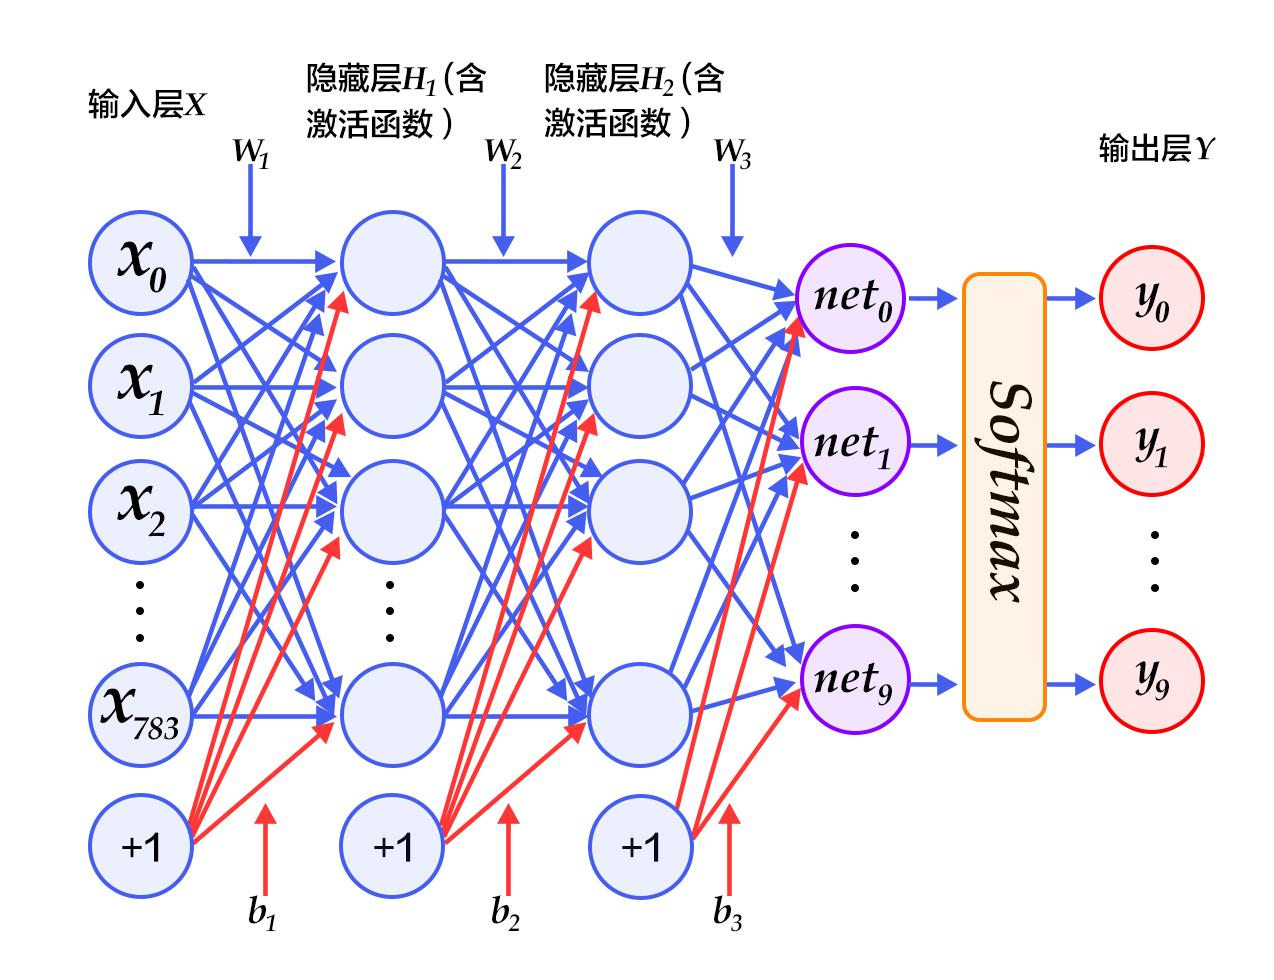 输入层X
隐藏层H1(含
激活函数)
隐藏层H2(含
激活函数)
输出层Y
W1
W2
W3
x0
x1
x2
x783
+1
+1
+1
net0
net1
net9
Softmax
y0
y1
y9
b1
b2
b3